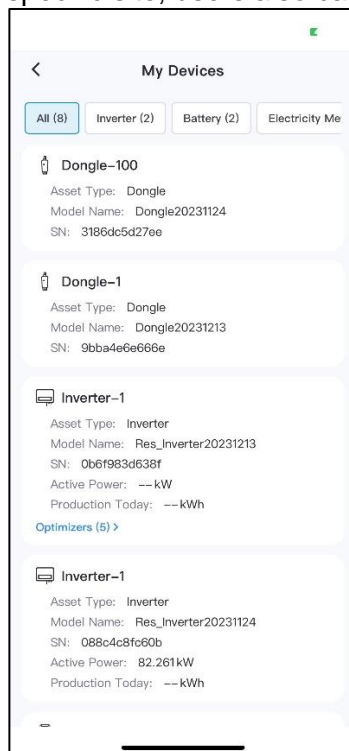 My Devices
All (8)
Inverter (2)
Battery (2)
Electricity Me
Dongle-100
Asset Type: Dongle
Model Name: Dongle20231124
SN: 3186dc5d27ee
Dongle-1
Asset Type: Dongle
Model Name: Dongle20231213
SN: 9bba4e6e666e
Inverter-1
Asset Type: Inverter
Model Name: Res_Inverter20231213
SN: 0b6f983d638f
Active Power: --kW
Production Today: --kWh
Optimizers (5) >
Inverter-1
Asset Type: Inverter
Model Name: Res_Inverter20231124
SN: 088c4c8fc60b
Active Power: 82.261kW
Production Today: --kWh